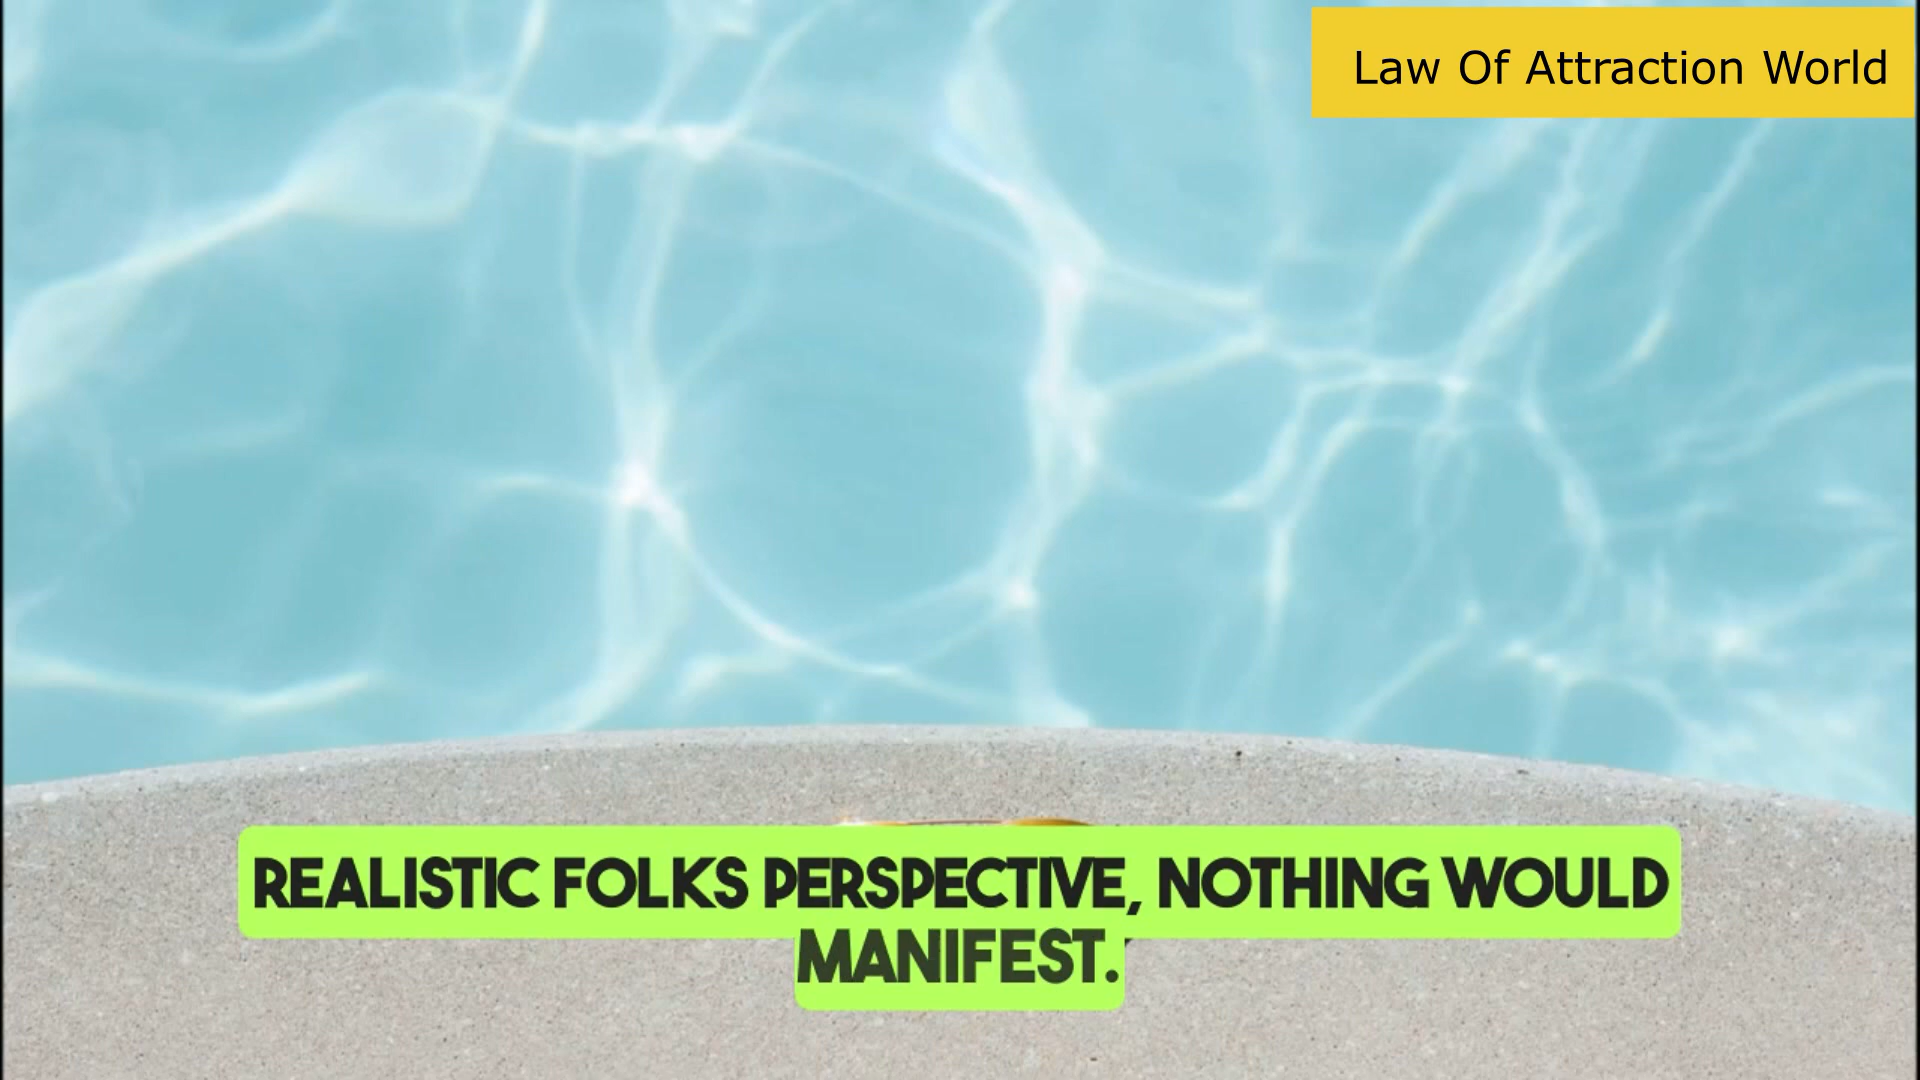 Law Of Attraction World
REALISTIC FOLKS PERSPECTIVE, NOTHING WOULD
MANIFEST.